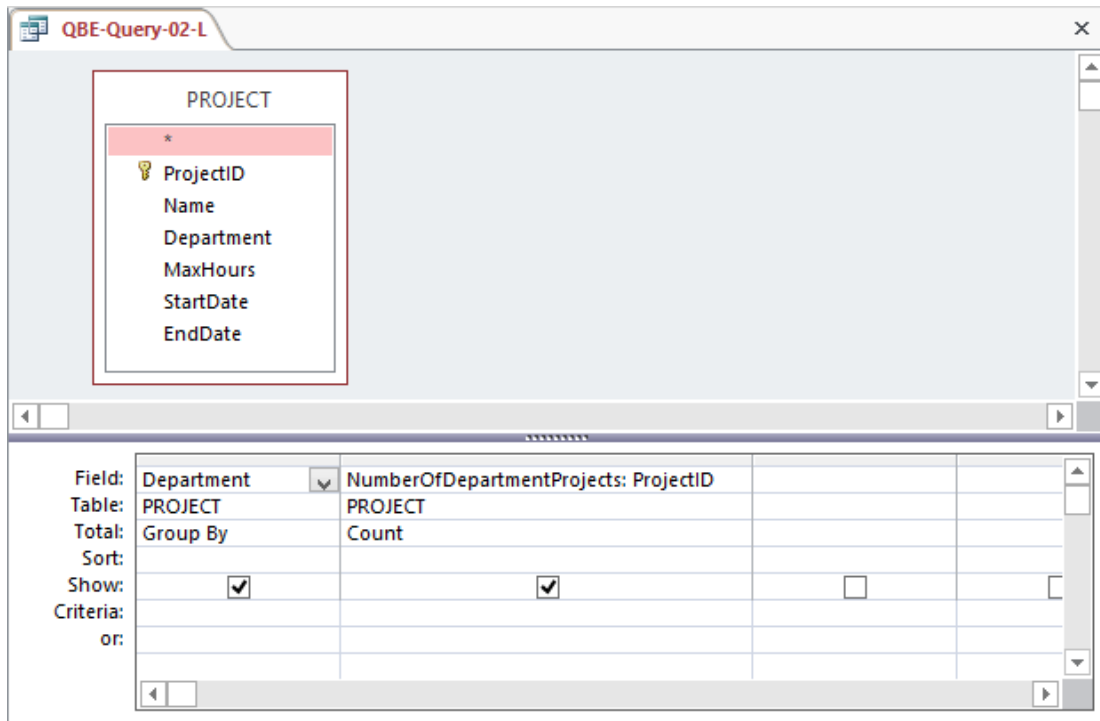 QBE-Query-02-L
PROJECT
*
ProjectID
Name
Department
MaxHours
StartDate
EndDate
Field: Department NumberOfDepartmentProjects: ProjectID
Table: PROJECT PROJECT
Total: Group By Count
Sort:
Show:
Criteria:
or: